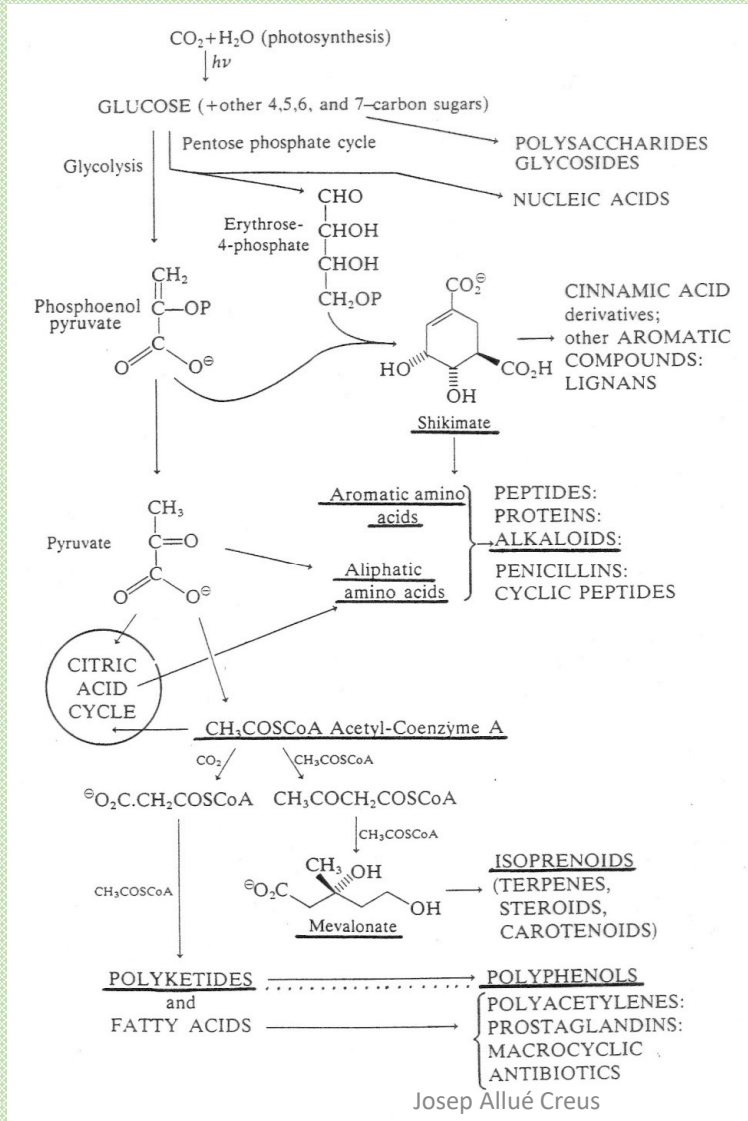 CO₂+H₂O (photosynthesis)
hν
GLUCOSE (+other 4,5,6, and 7–carbon sugars)
Glycolysis
Pentose phosphate cycle
POLYSACCHARIDES
GLYCOSIDES
NUCLEIC ACIDS
Erythrose-
4-phosphate
CHO
CHOH
CHOH
CH₂OP
Phosphoenol
pyruvate
CH₂
C—OP
C
O
O⊖
CO₂⊖
HO
OH
CO₂H
Shikimate
CINNAMIC ACID
derivatives;
other AROMATIC
COMPOUNDS:
LIGNANS
Pyruvate
CH₃
C=O
C
O
O⊖
Aromatic amino
acids
Aliphatic
amino acids
PEPTIDES:
PROTEINS:
ALKALOIDS:
PENICILLINS:
CYCLIC PEPTIDES
CITRIC
ACID
CYCLE
CH₃COSCoA Acetyl-Coenzyme A
CO₂
CH₃COSCoA
⊖O₂C.CH₂COSCoA
CH₃COCH₂COSCoA
CH₃COSCoA
CH₃COSCoA
CH₃
OH
⊖O₂C
OH
Mevalonate
ISOPRENOIDS
(TERPENES,
STEROIDS,
CAROTENOIDS)
POLYKETIDES
and
FATTY ACIDS
POLYPHENOLS
POLYACETYLENES:
PROSTAGLANDINS:
MACROCYCLIC
ANTIBIOTICS
Josep Allué Creus